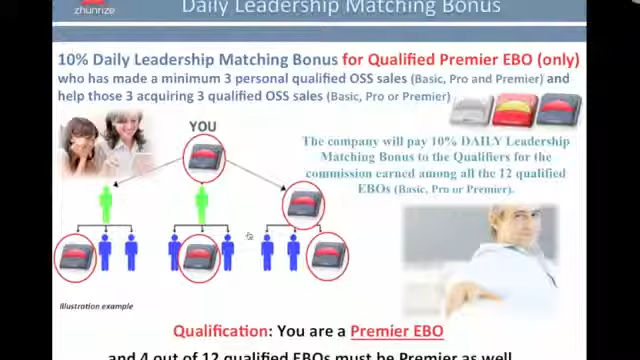 zhunrize
Daily Leadership Matching Bonus
10% Daily Leadership Matching Bonus for Qualified Premier EBO (only)
who has made a minimum 3 personal qualified OSS sales (Basic, Pro and Premier) and
help those 3 acquiring 3 qualified OSS sales (Basic, Pro or Premier)
YOU
The company will pay 10% DAILY Leadership
Matching Bonus to the Qualifiers for the
commission earned among all the 12 qualified
EBOs (Basic, Pro or Premier).
Illustration example
Qualification: You are a Premier EBO
and 4 out of 12 qualified EBOs must be Premier as well